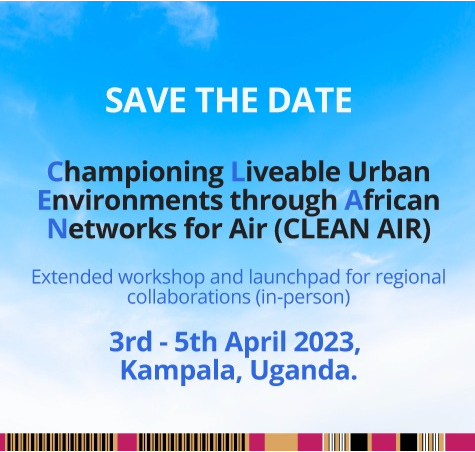 SAVE THE DATE
Championing Liveable Urban
Environments through African
Networks for Air (CLEAN AIR)
Extended workshop and launchpad for regional
collaborations (in-person)
3rd - 5th April 2023,
Kampala, Uganda.